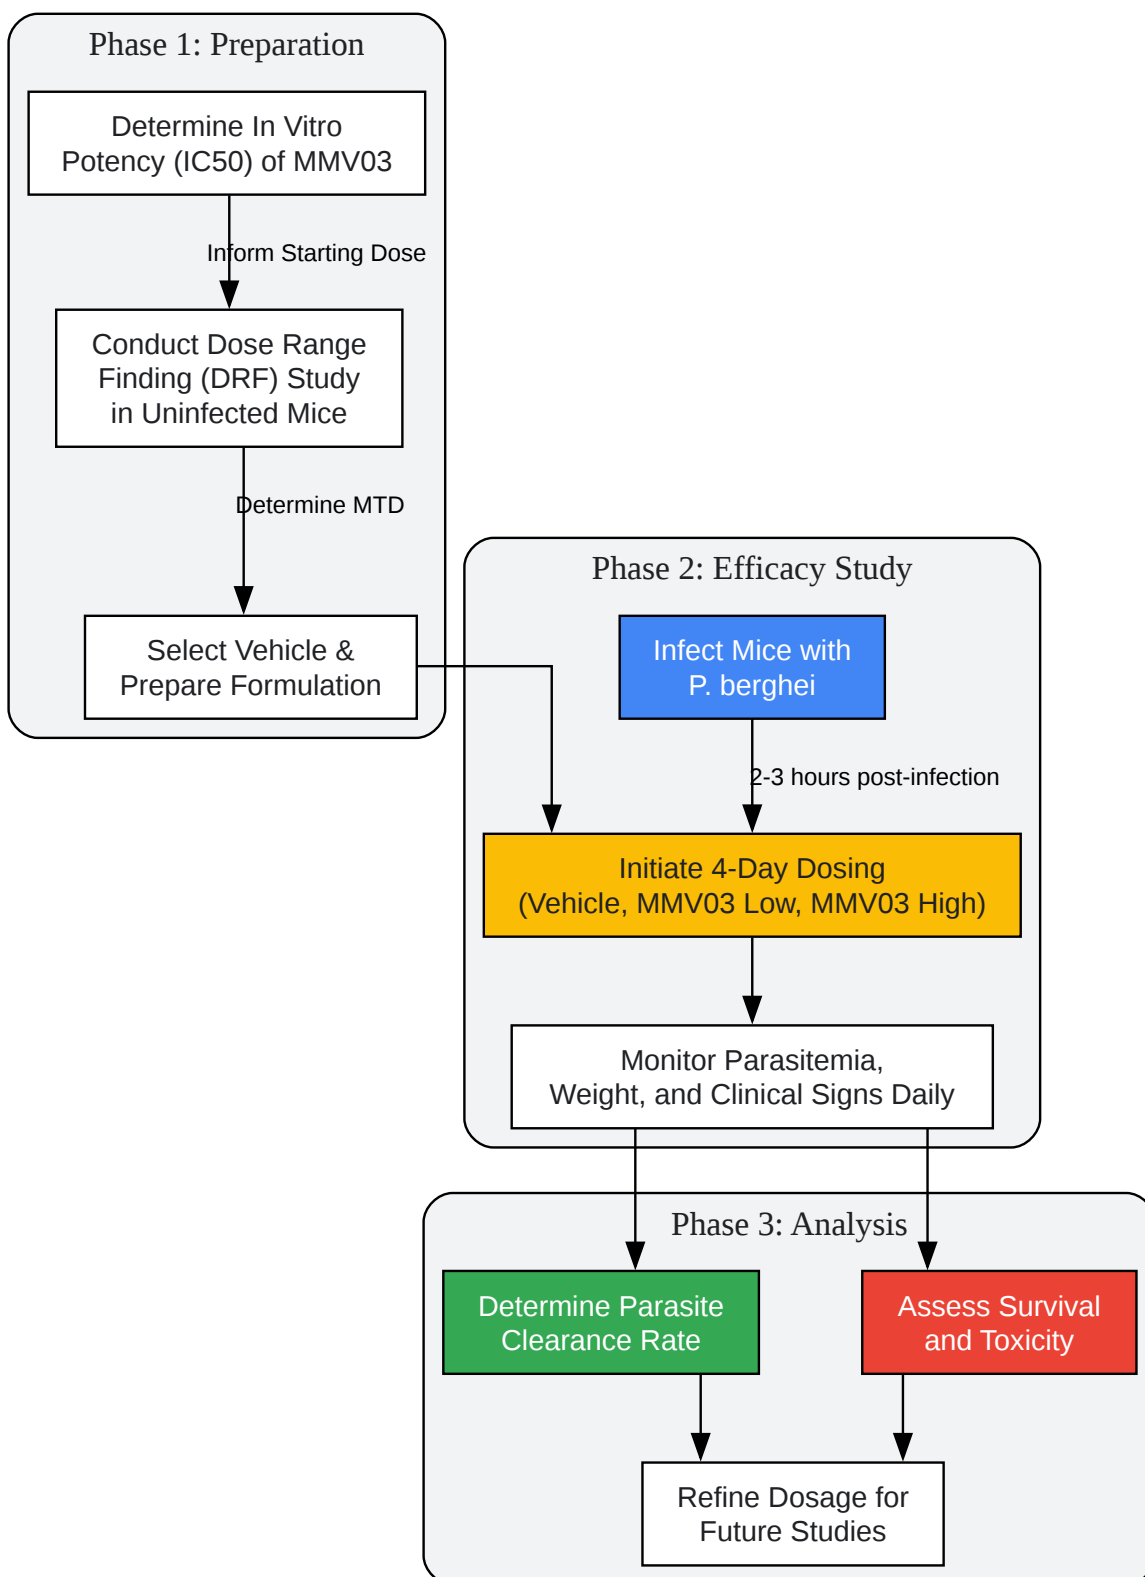 Phase 1: Preparation
Determine In Vitro
Potency (IC50) of MMV03
Inform Starting Dose
Conduct Dose Range
Finding (DRF) Study
in Uninfected Mice
Determine MTD
Select Vehicle &
Prepare Formulation
Phase 2: Efficacy Study
Infect Mice with
P. berghei
2-3 hours post-infection
Initiate 4-Day Dosing
(Vehicle, MMV03 Low, MMV03 High)
Monitor Parasitemia,
Weight, and Clinical Signs Daily
Phase 3: Analysis
Determine Parasite
Clearance Rate
Assess Survival
and Toxicity
Refine Dosage for
Future Studies